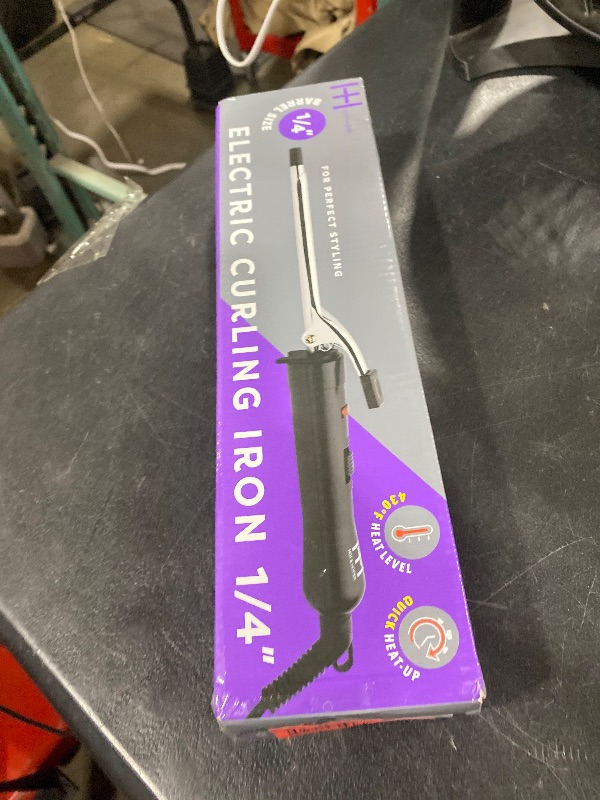 1/4"
BARREL SIZE
FOR PERFECT STYLING
ELECTRIC CURLING IRON 1/4"
430°F
HEAT LEVEL
QUICK HEAT-UP